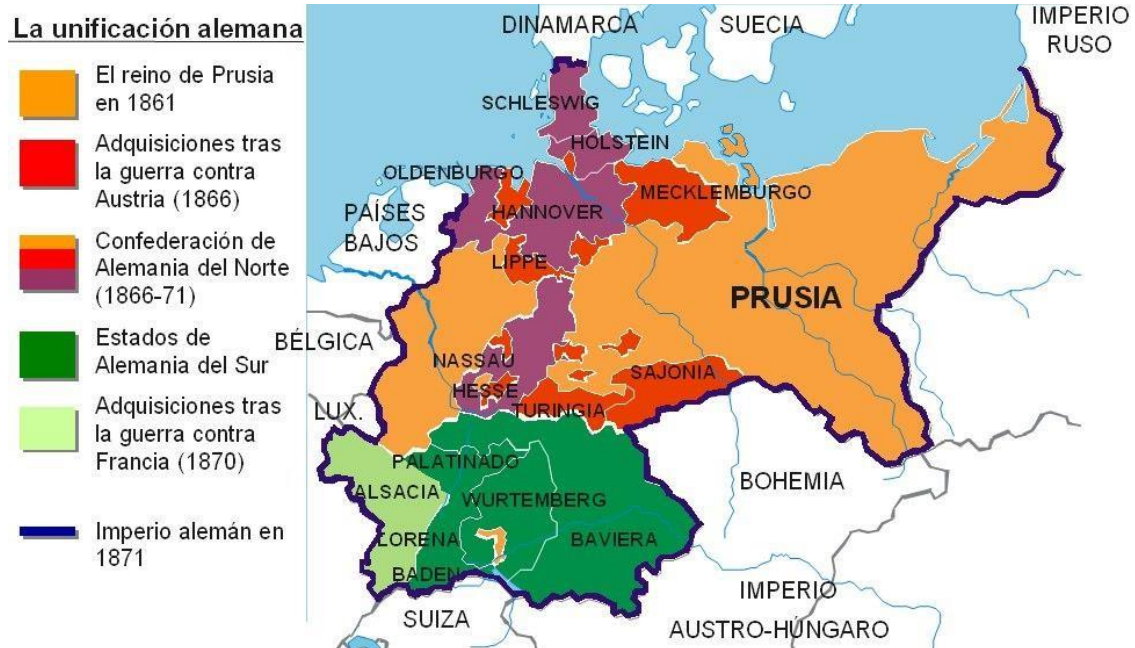 La unificación alemana
El reino de Prusia
en 1861
Adquisiciones tras
la guerra contra
Austria (1866)
Confederación de
Alemania del Norte
(1866-71)
Estados de
Alemania del Sur
Adquisiciones tras
la guerra contra
Francia (1870)
Imperio alemán en
1871
DINAMARCA
SUECIA
IMPERIO
RUSO
SCHLESWIG
HOLSTEIN
OLDENBURGO
MECKLEMBURGO
HANNOVER
PAÍSES
BAJOS
LIPPE
PRUSIA
BÉLGICA
NASSAU
SAJONIA
HESSE
TURINGIA
LUX.
PALATINADO
BOHEMIA
ALSACIA
WURTEMBERG
LORENA
BAVIERA
BADEN
IMPERIO
AUSTRO-HÚNGARO
SUIZA